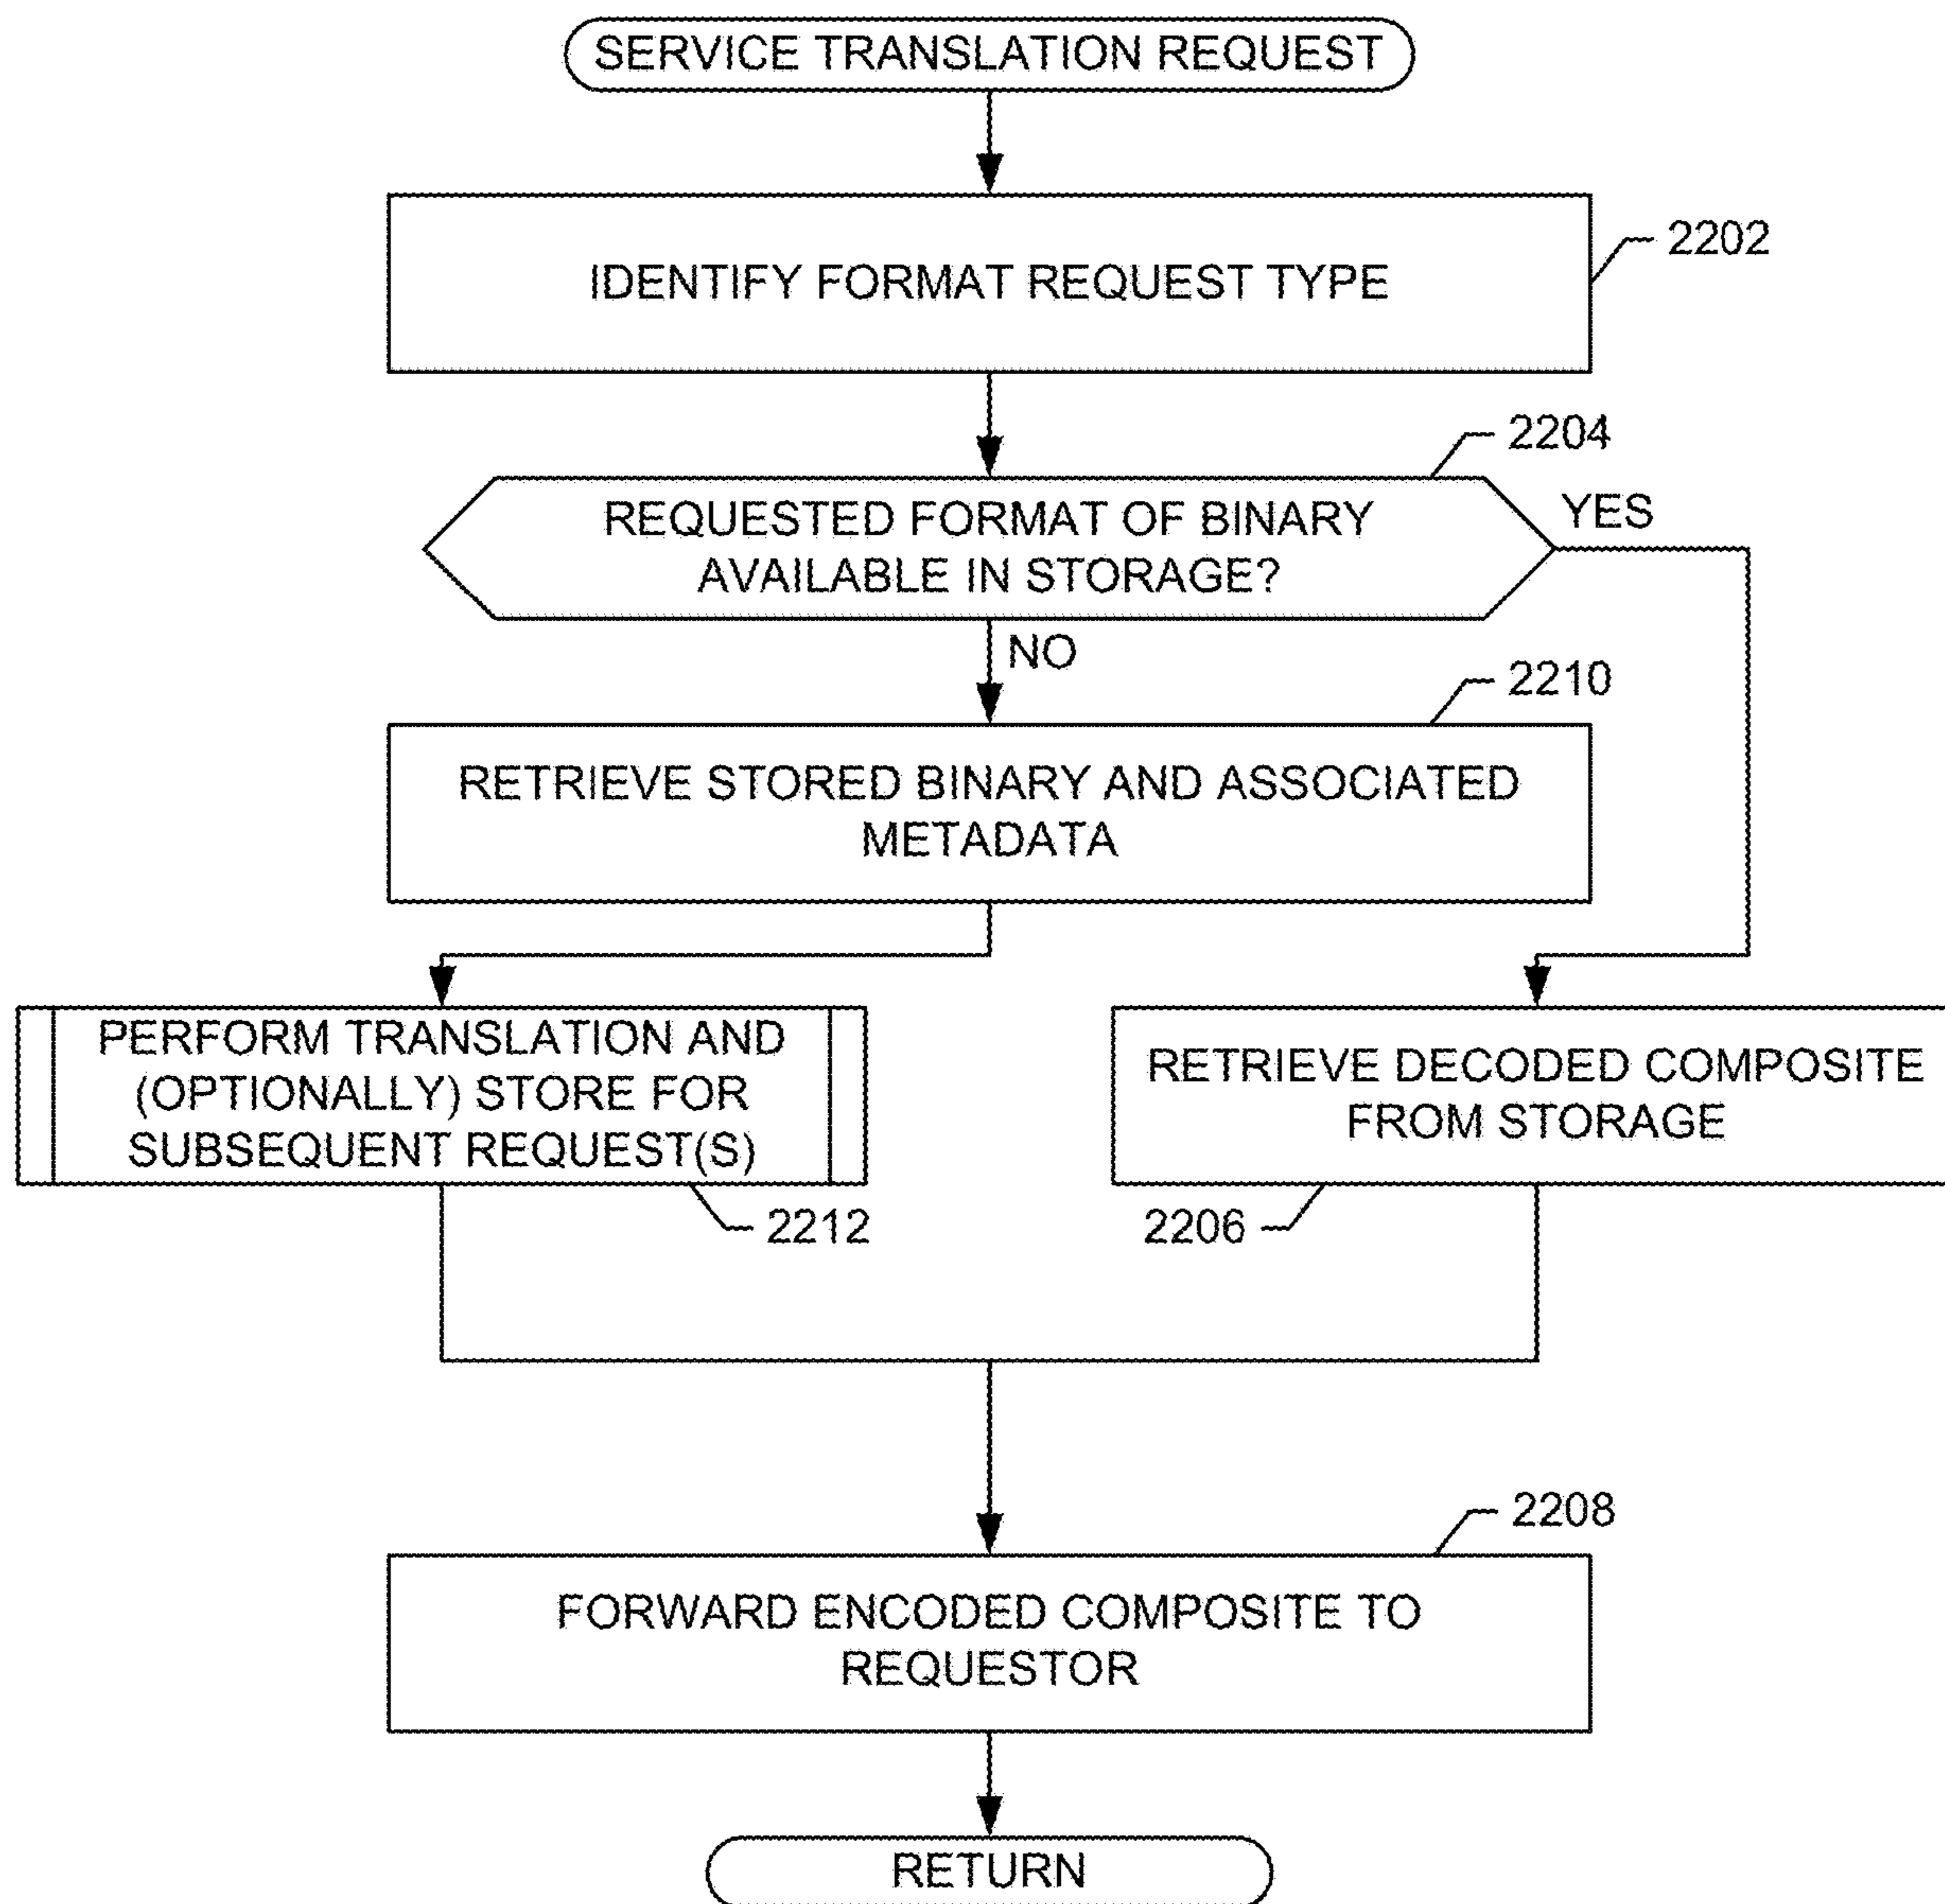 SERVICE TRANSLATION REQUEST
IDENTIFY FORMAT REQUEST TYPE
2202
2204
REQUESTED FORMAT OF BINARY
AVAILABLE IN STORAGE?
YES
NO
2210
RETRIEVE STORED BINARY AND ASSOCIATED
METADATA
PERFORM TRANSLATION AND
(OPTIONALLY) STORE FOR
SUBSEQUENT REQUEST(S)
2212
RETRIEVE DECODED COMPOSITE
FROM STORAGE
2206
2208
FORWARD ENCODED COMPOSITE TO
REQUESTOR
RETURN